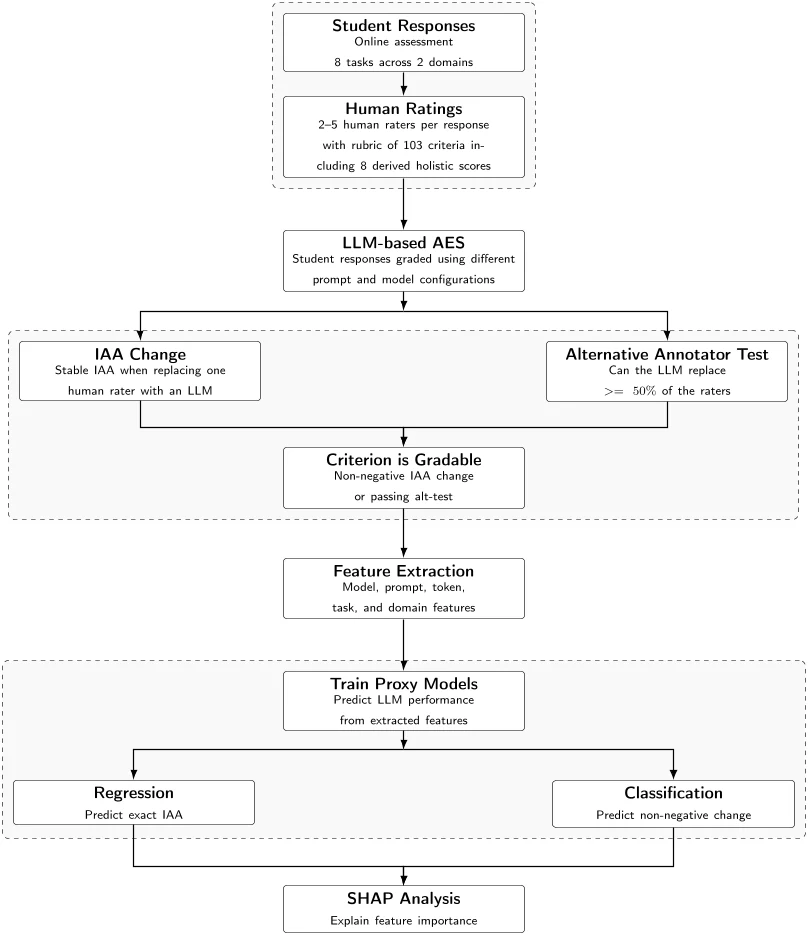 Student Responses
Online assessment
8 tasks across 2 domains
Human Ratings
2–5 human raters per response
with rubric of 103 criteria in-
cluding 8 derived holistic scores
LLM-based AES
Student responses graded using different
prompt and model configurations
IAA Change
Stable IAA when replacing one
human rater with an LLM
Alternative Annotator Test
Can the LLM replace
>= 50% of the raters
Criterion is Gradable
Non-negative IAA change
or passing alt-test
Feature Extraction
Model, prompt, token,
task, and domain features
Train Proxy Models
Predict LLM performance
from extracted features
Regression
Predict exact IAA
Classification
Predict non-negative change
SHAP Analysis
Explain feature importance